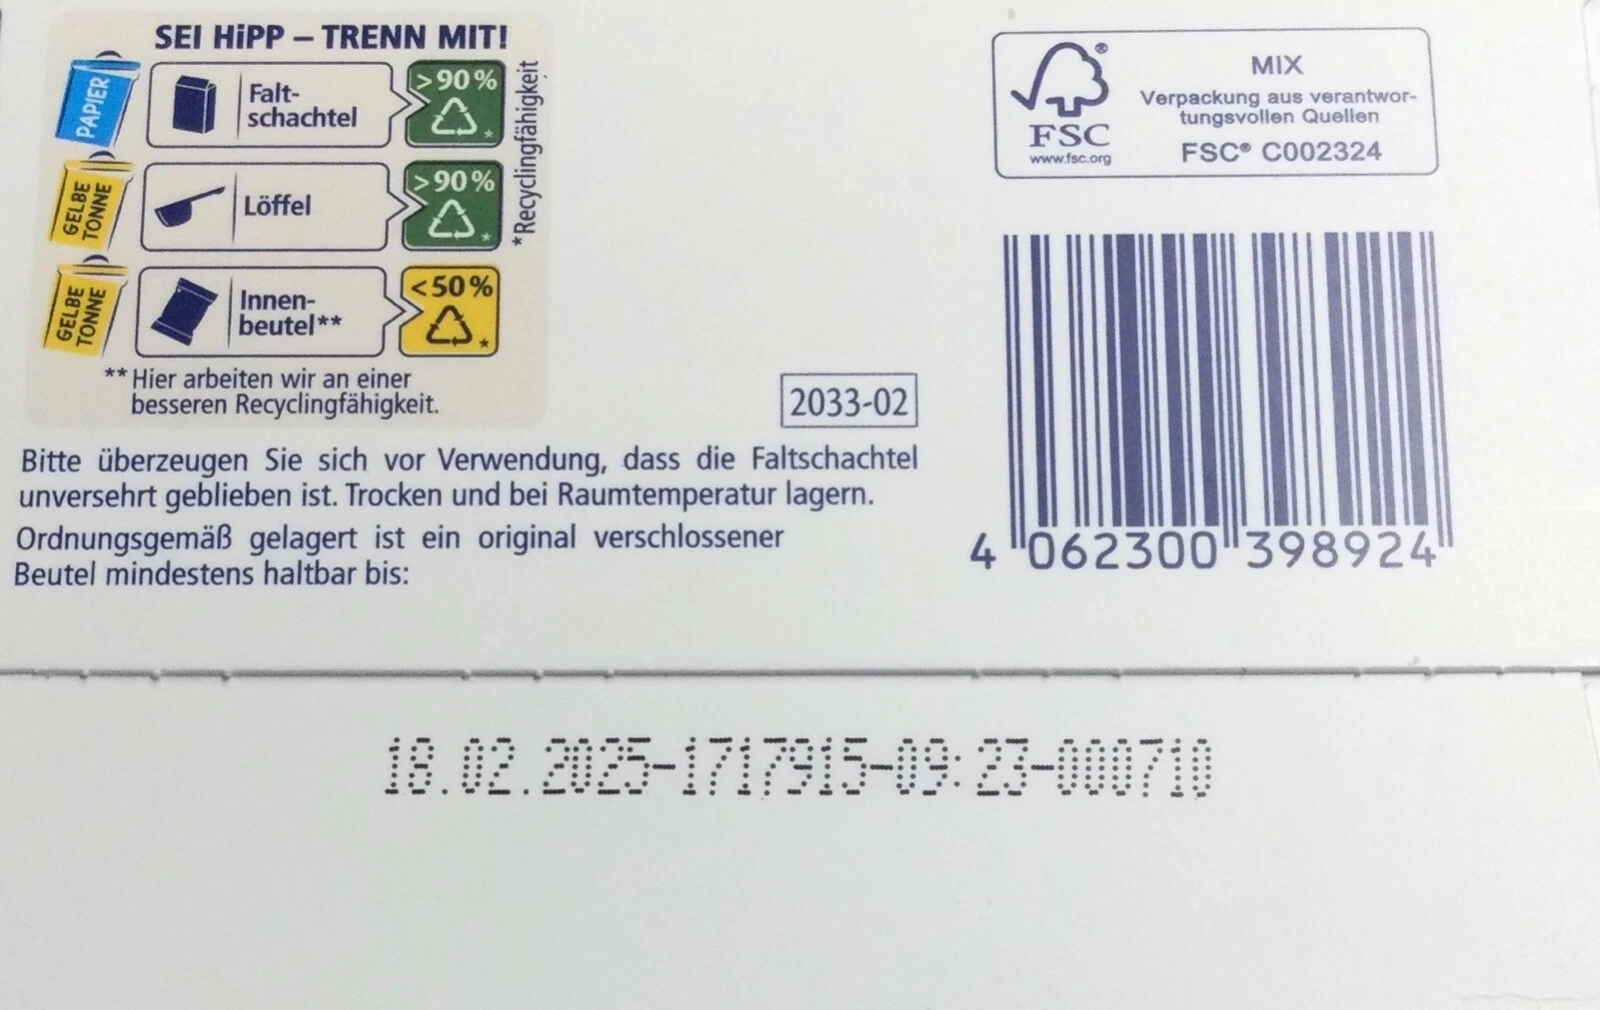 SEI HiPP – TRENN MIT!
PAPIER
Falt-
schachtel
>90%
*
GELBE
TONNE
Löffel
>90%
*
GELBE
TONNE
Innen-
beutel**
<50%
*
*Recyclingfähigkeit
** Hier arbeiten wir an einer
besseren Recyclingfähigkeit.
2033-02
Bitte überzeugen Sie sich vor Verwendung, dass die Faltschachtel
unversehrt geblieben ist. Trocken und bei Raumtemperatur lagern.
Ordnungsgemäß gelagert ist ein original verschlossener
Beutel mindestens haltbar bis:
®
FSC
www.fsc.org
MIX
Verpackung aus verantwor-
tungsvollen Quellen
FSC® C002324
4 062300 398924
18.02.2025-1717915-09:23-000710